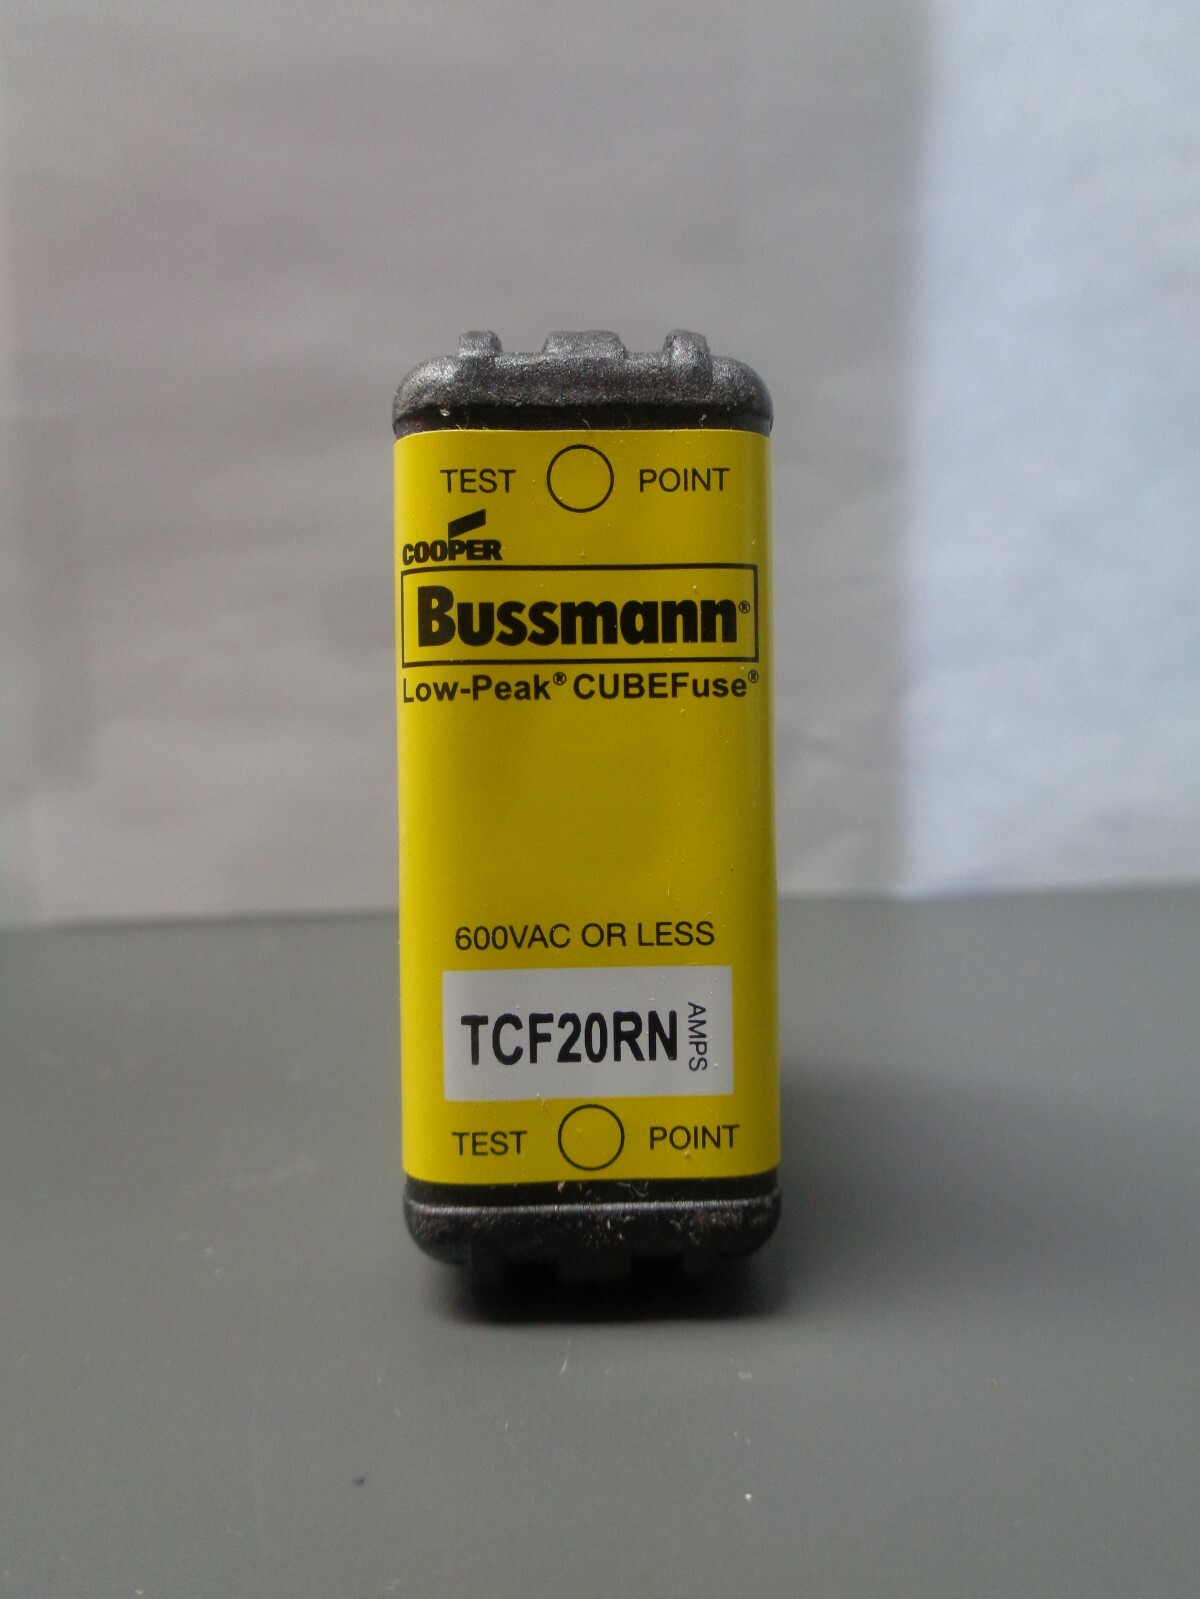 TEST POINT
COOPER
Bussmann®
Low-Peak® CUBEFuse®
600VAC OR LESS
TCF20RN AMPS
TEST POINT